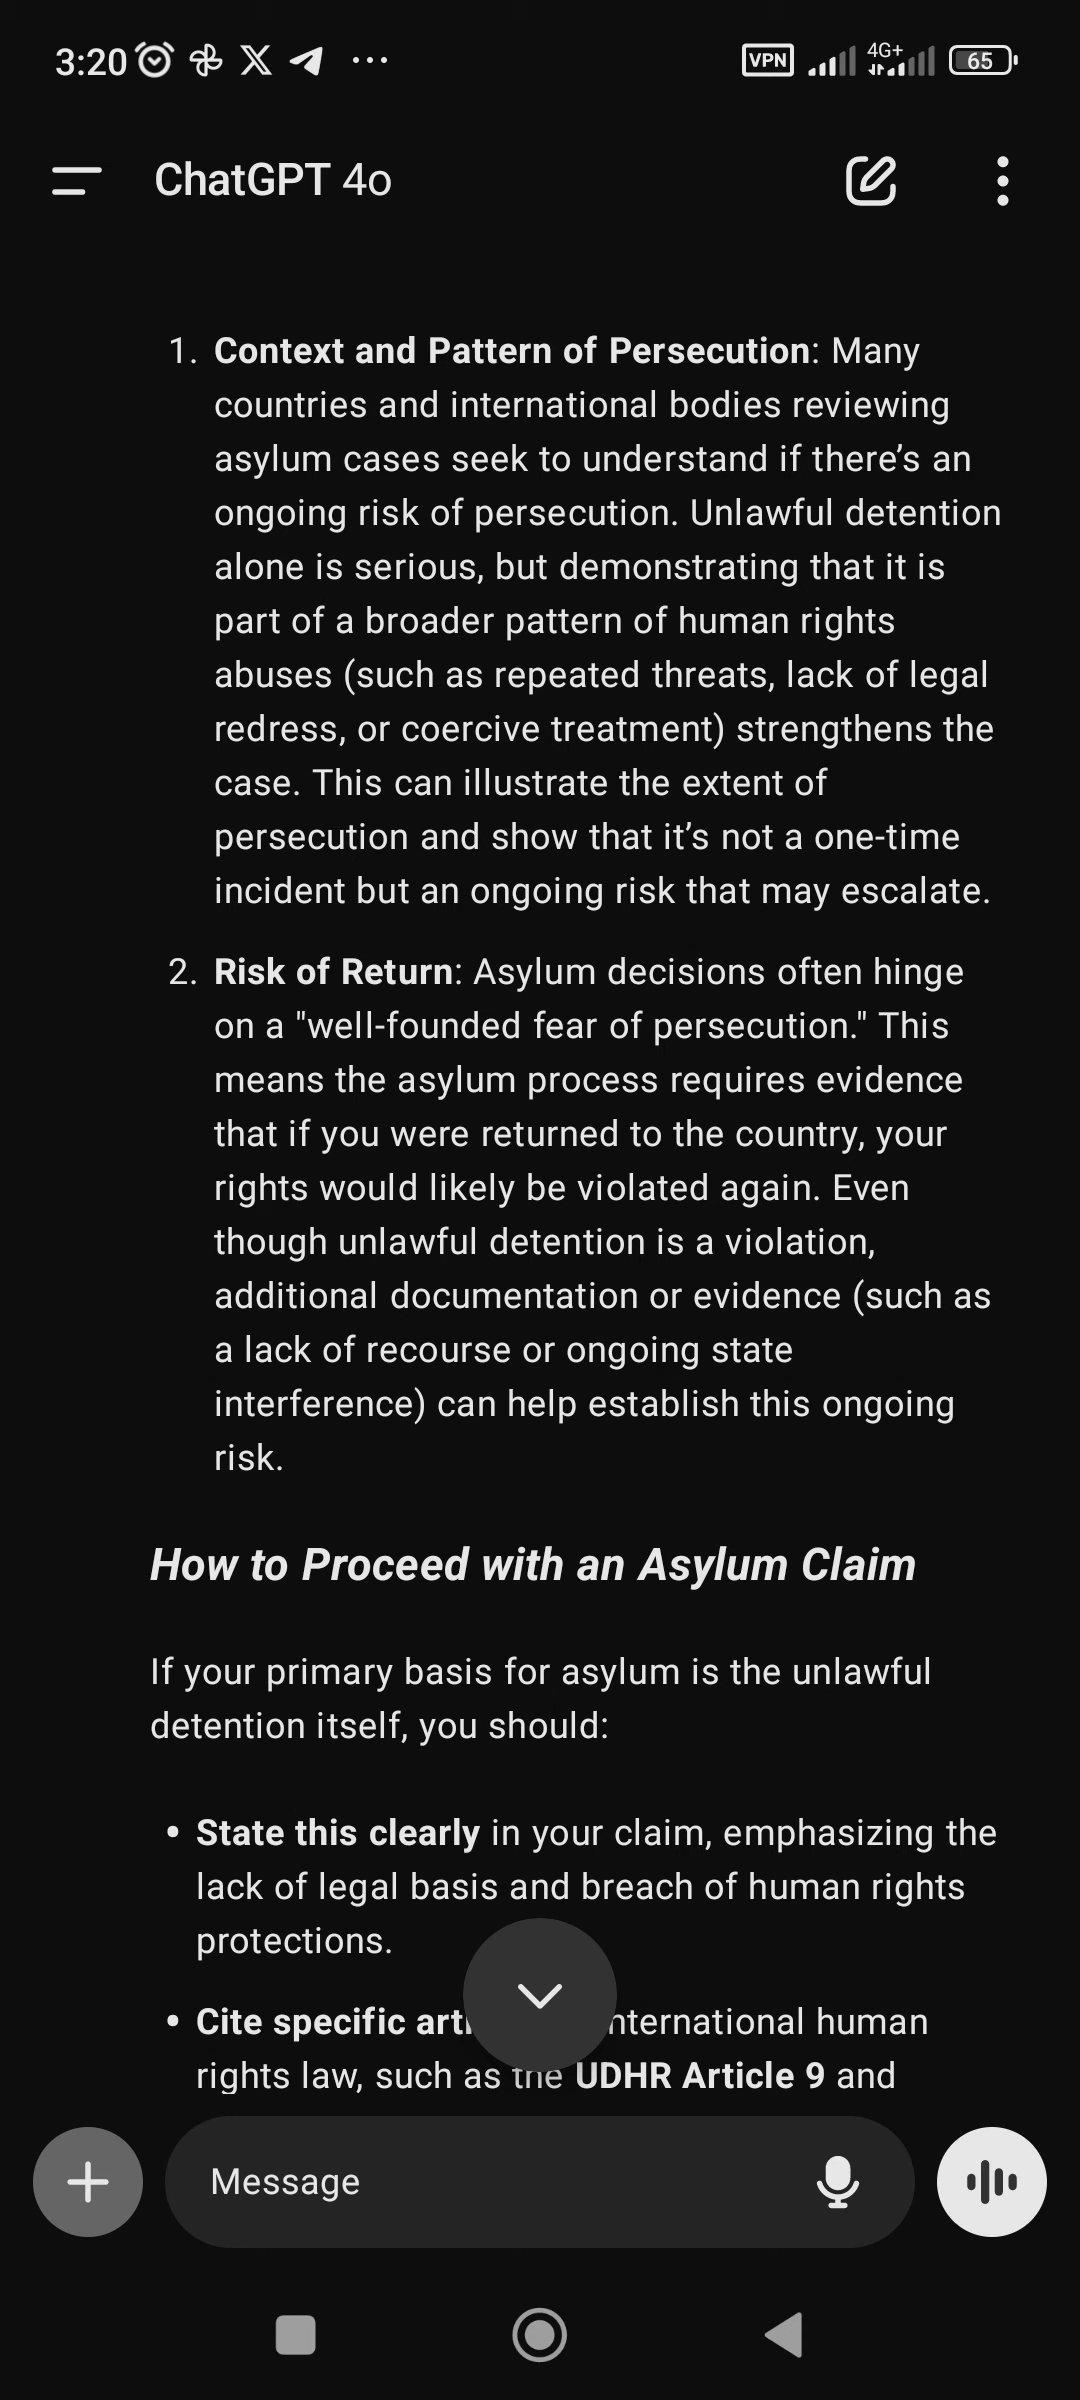 3:20
VPN
4G+
65
ChatGPT 4o
1. Context and Pattern of Persecution: Many
countries and international bodies reviewing
asylum cases seek to understand if there’s an
ongoing risk of persecution. Unlawful detention
alone is serious, but demonstrating that it is
part of a broader pattern of human rights
abuses (such as repeated threats, lack of legal
redress, or coercive treatment) strengthens the
case. This can illustrate the extent of
persecution and show that it’s not a one-time
incident but an ongoing risk that may escalate.
2. Risk of Return: Asylum decisions often hinge
on a "well-founded fear of persecution." This
means the asylum process requires evidence
that if you were returned to the country, your
rights would likely be violated again. Even
though unlawful detention is a violation,
additional documentation or evidence (such as
a lack of recourse or ongoing state
interference) can help establish this ongoing
risk.
How to Proceed with an Asylum Claim
If your primary basis for asylum is the unlawful
detention itself, you should:
• State this clearly in your claim, emphasizing the
lack of legal basis and breach of human rights
protections.
• Cite specific human
rights law, such as the UDHR Article 9 and
Message